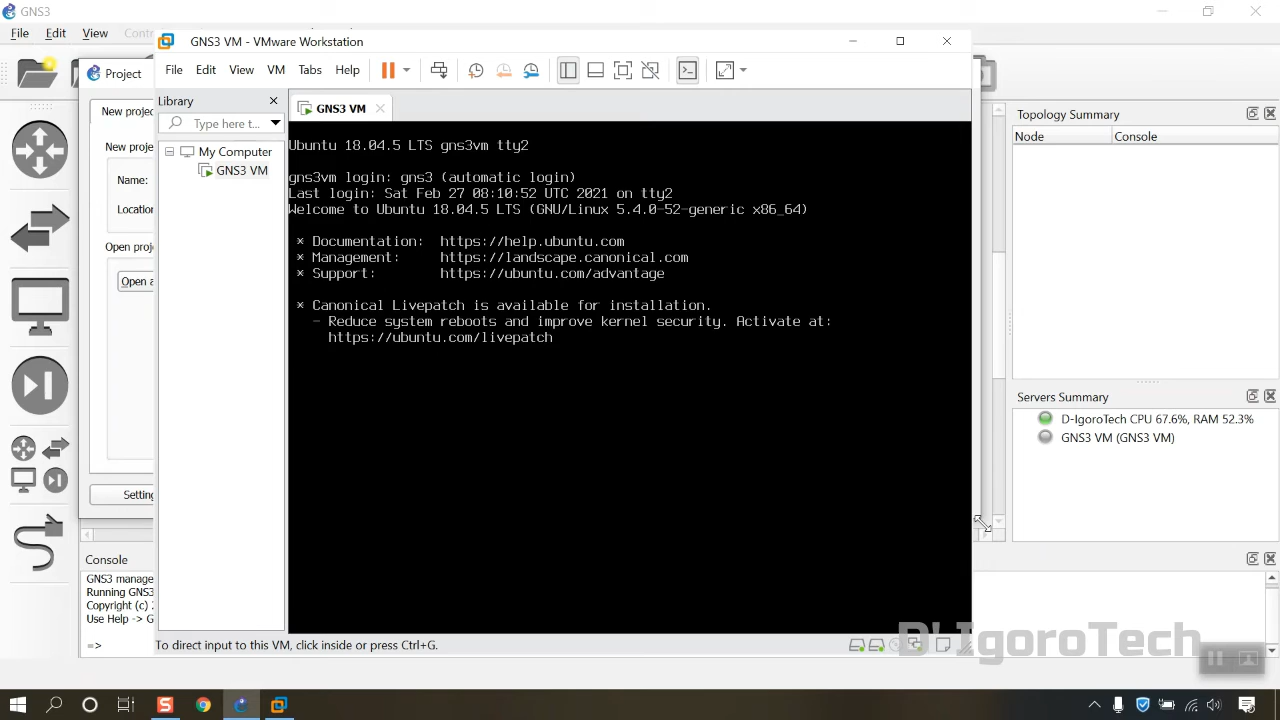 GNS3
File Edit View Contro
GNS3 VM - VMware Workstation
File Edit View VM Tabs Help
Project
New projec
New proj
Name:
Location
Open proj
Open a
Setting
Library
Type here t...
My Computer
GNS3 VM
GNS3 VM
Ubuntu 18.04.5 LTS gns3vm tty2
gns3vm login: gns3 (automatic login)
Last login: Sat Feb 27 08:10:52 UTC 2021 on tty2
Welcome to Ubuntu 18.04.5 LTS (GNU/Linux 5.4.0-52-generic x86_64)
* Documentation: https://help.ubuntu.com
* Management: https://landscape.canonical.com
* Support: https://ubuntu.com/advantage
* Canonical Livepatch is available for installation.
- Reduce system reboots and improve kernel security. Activate at:
https://ubuntu.com/livepatch
To direct input to this VM, click inside or press Ctrl+G.
Topology Summary
Node Console
Servers Summary
D-IgoroTech CPU 67.6%, RAM 52.3%
GNS3 VM (GNS3 VM)
Console
GNS3 manage
Running GNS3
Copyright (c) 2
Use Help -> G
=>
D'IgoroTech